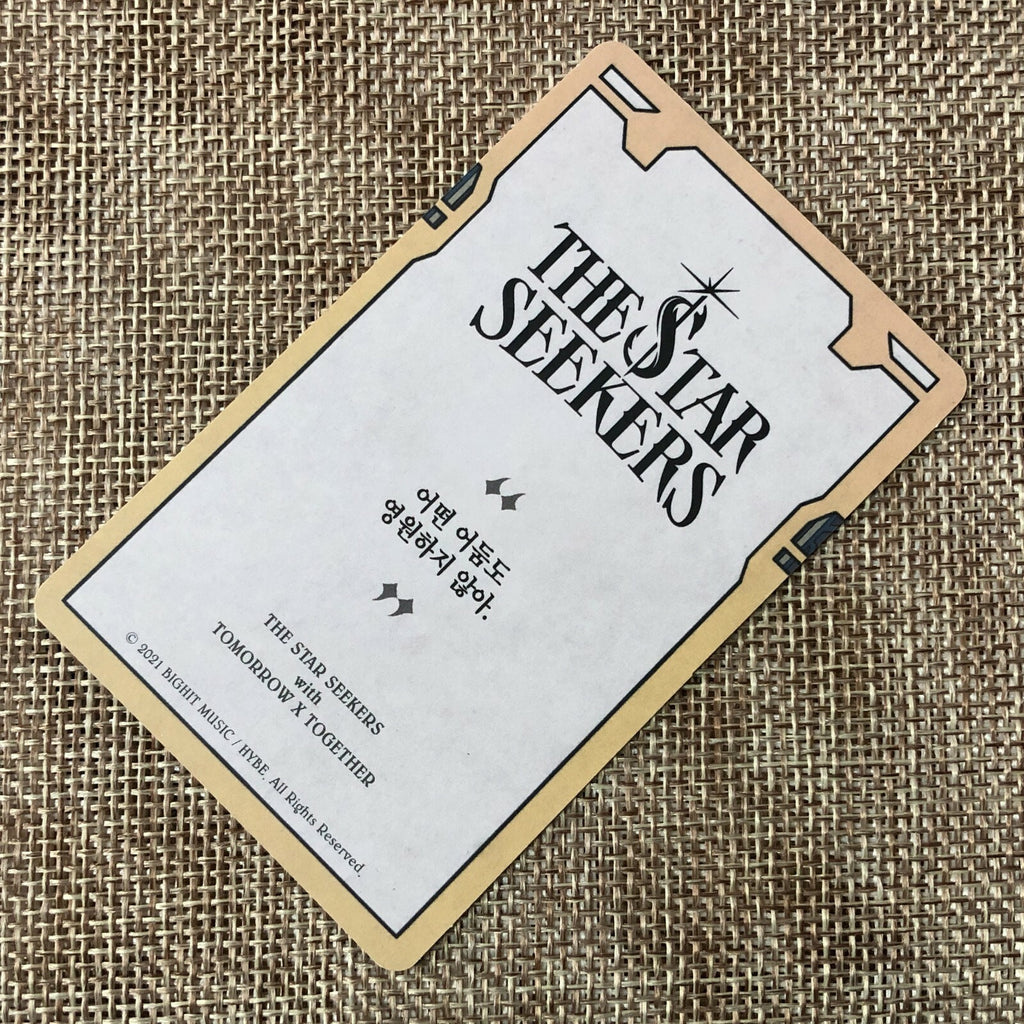 THE STAR
SEEKERS
“
어떤 어둠도
영원하지 않아.
”
THE STAR SEEKERS
with
TOMORROW X TOGETHER
© 2021 BIGHIT MUSIC / HYBE. All Rights Reserved.